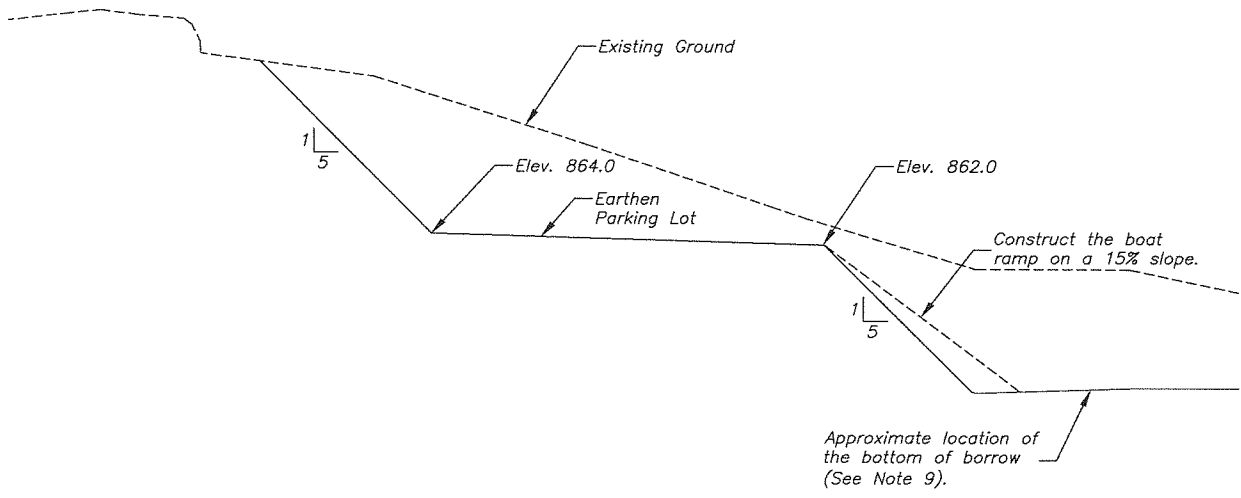 Existing Ground
1
5
Elev. 864.0
Elev. 862.0
Earthen
Parking Lot
Construct the boat
ramp on a 15% slope.
1
5
Approximate location of
the bottom of borrow
(See Note 9).